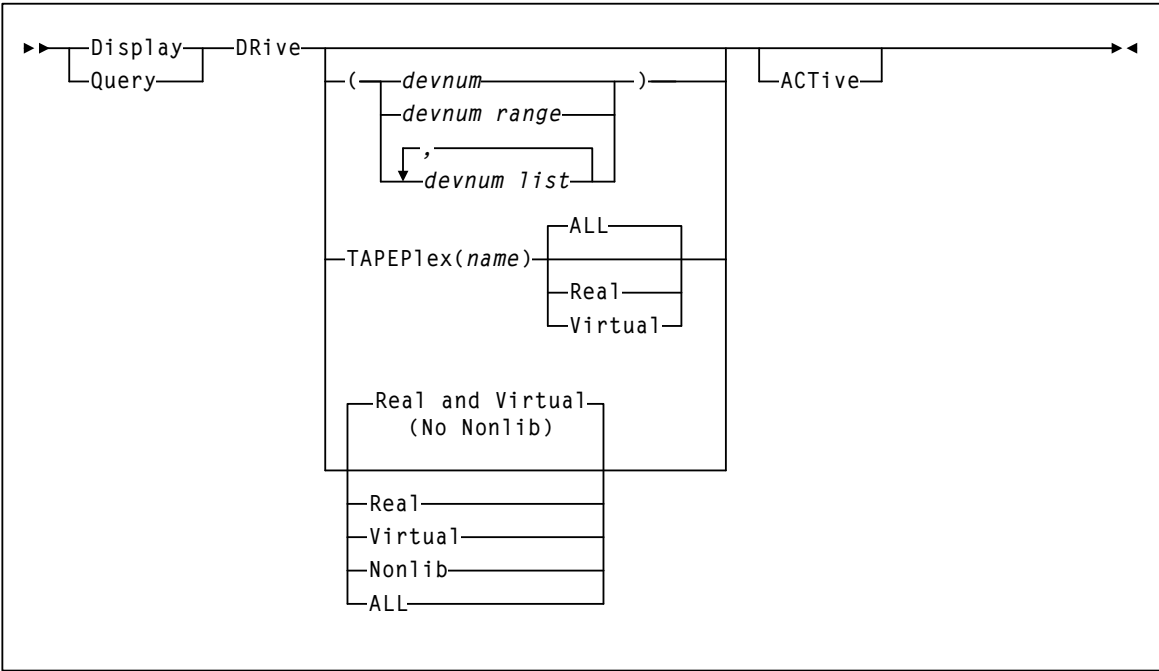 Display DRive
Query
( devnum )
ACTive
devnum range
,
devnum list
ALL
TAPEPlex(name)
Real
Virtual
Real and Virtual
(No Nonlib)
Real
Virtual
Nonlib
ALL